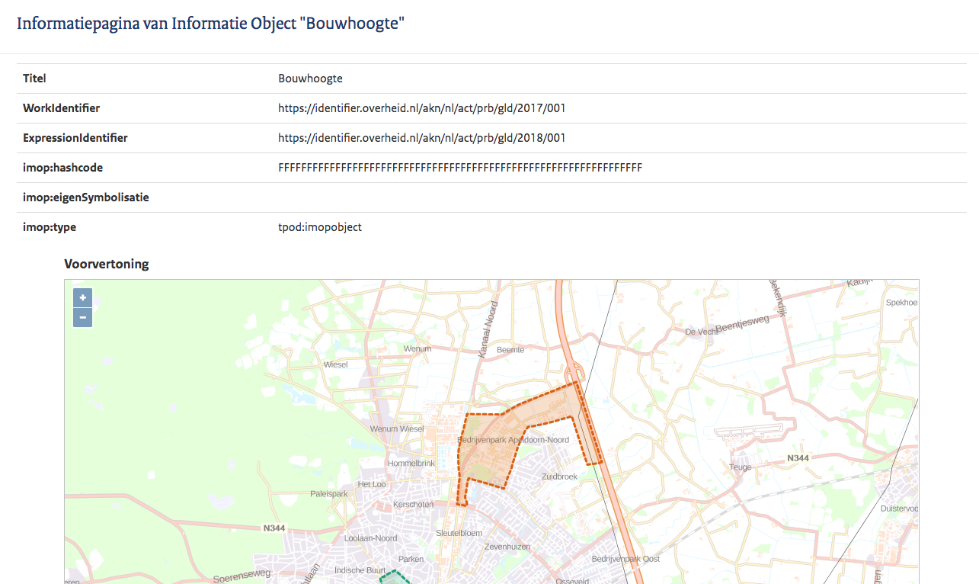 Informatiepagina van Informatie Object "Bouwhoogte"
Titel Bouwhoogte
WorkIdentifier https://identifier.overheid.nl/akn/nl/act/prb/gld/2017/001
ExpressionIdentifier https://identifier.overheid.nl/akn/nl/act/prb/gld/2018/001
imop:hashcode FFFFFFFFFFFFFFFFFFFFFFFFFFFFFFFFFFFFFFFFFFFFFFFFFFFFFFFFFFFFFFFF
imop:eigenSymbolisatie
imop:type tpod:imopobject
Voorvertoning
+
−
Kanaal Noord
Spekhoe
De Vecht
Beentjesweg
Wenum
Beemte
Wiesel
Wenum Wiesel
Bedrijvenpark Apeldoorn-Noord
N344
Hommelbrink
Teuge
Zuidbroek
Het Loo
Paleispark
Kerschoten
Duistervoo
N344
Sleutelbloem
Loolaan-Noord
Zevenhuizen
Parken
Bedrijvenpark Oost
Indische Buurt
Soerenseweg
Osseveld